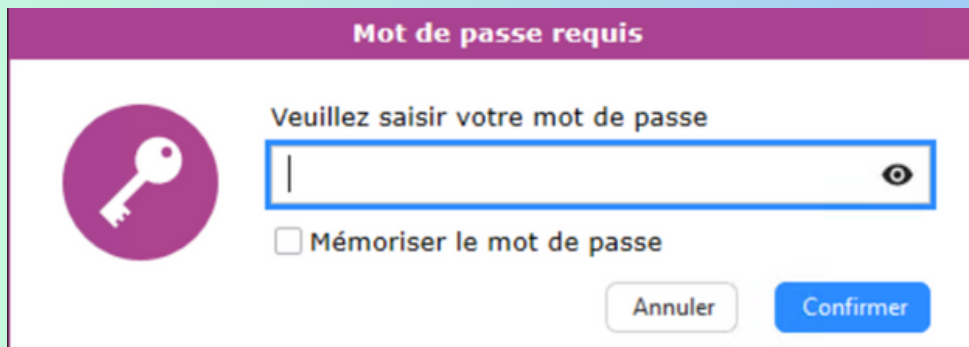 Mot de passe requis
Veuillez saisir votre mot de passe
Mémoriser le mot de passe
Annuler
Confirmer